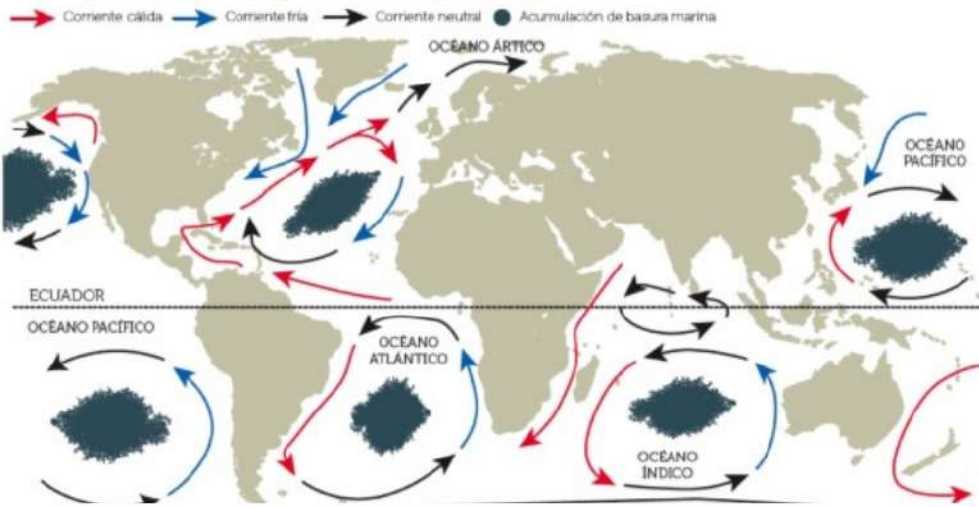 Corriente cálida Corriente fría Corriente neutral Acumulación de basura marina
OCÉANO ÁRTICO
OCÉANO
PACÍFICO
ECUADOR
OCÉANO PACÍFICO
OCÉANO
ATLÁNTICO
OCÉANO
ÍNDICO